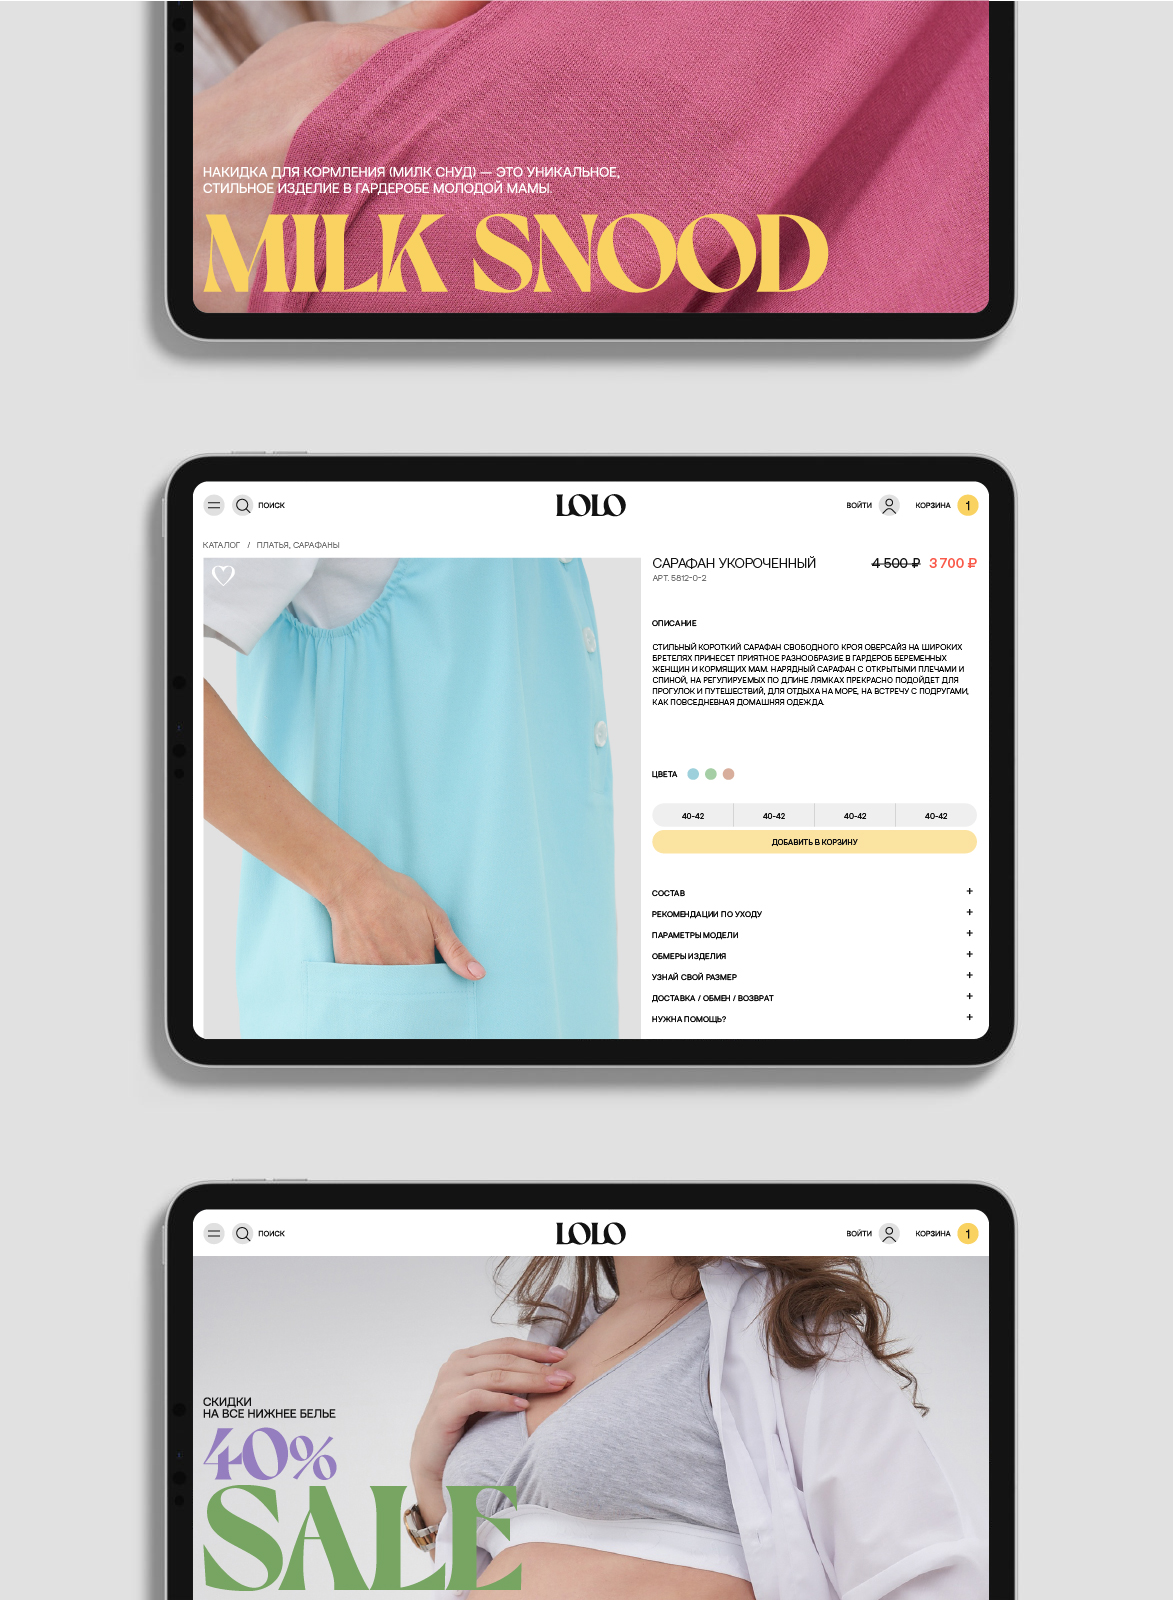 НАКИДКА ДЛЯ КОРМЛЕНИЯ (МИЛК СНУД) — ЭТО УНИКАЛЬНОЕ,
СТИЛЬНОЕ ИЗДЕЛИЕ В ГАРДЕРОБЕ МОЛОДОЙ МАМЫ.
MILK SNOOD
ПОИСК
LOLO
ВОЙТИ
КОРЗИНА 1
КАТАЛОГ / ПЛАТЬЯ, САРАФАНЫ
САРАФАН УКОРОЧЕННЫЙ 4 500 ₽ 3 700 ₽
АРТ. 5812-0-2
ОПИСАНИЕ
СТИЛЬНЫЙ КОРОТКИЙ САРАФАН СВОБОДНОГО КРОЯ ОВЕРСАЙЗ НА ШИРОКИХ
БРЕТЕЛЯХ ПРИНЕСЕТ ПРИЯТНОЕ РАЗНООБРАЗИЕ В ГАРДЕРОБ БЕРЕМЕННЫХ
ЖЕНЩИН И КОРМЯЩИХ МАМ. НАРЯДНЫЙ САРАФАН С ОТКРЫТЫМИ ПЛЕЧАМИ И
СПИНОЙ, НА РЕГУЛИРУЕМЫХ ПО ДЛИНЕ ЛЯМКАХ ПРЕКРАСНО ПОДОЙДЕТ ДЛЯ
ПРОГУЛОК И ПУТЕШЕСТВИЙ, ДЛЯ ОТДЫХА НА МОРЕ, НА ВСТРЕЧУ С ПОДРУГАМИ,
КАК ПОВСЕДНЕВНАЯ ДОМАШНЯЯ ОДЕЖДА.
ЦВЕТА
40-42 40-42 40-42 40-42
ДОБАВИТЬ В КОРЗИНУ
СОСТАВ +
РЕКОМЕНДАЦИИ ПО УХОДУ +
ПАРАМЕТРЫ МОДЕЛИ +
ОБМЕРЫ ИЗДЕЛИЯ +
УЗНАЙ СВОЙ РАЗМЕР +
ДОСТАВКА / ОБМЕН / ВОЗВРАТ +
НУЖНА ПОМОЩЬ? +
ПОИСК
LOLO
ВОЙТИ
КОРЗИНА 1
СКИДКИ
НА ВСЕ НИЖНЕЕ БЕЛЬЕ
40%
SALE